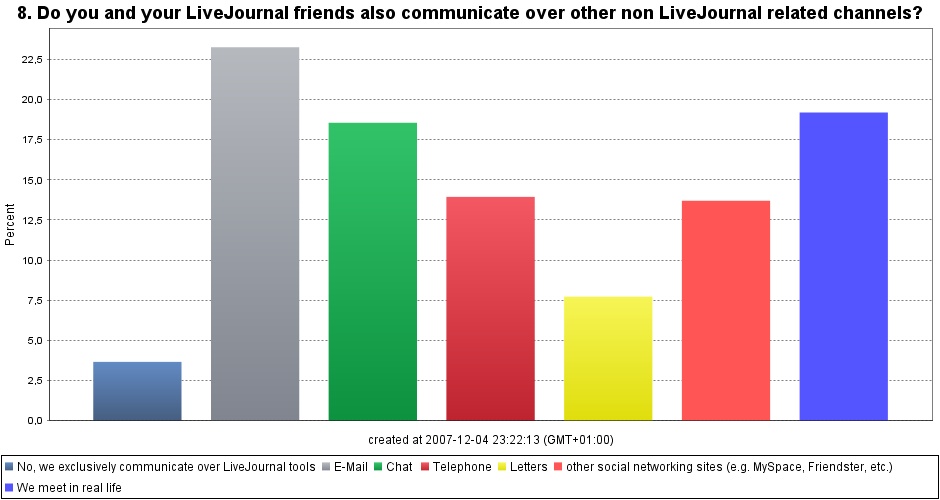 8. Do you and your LiveJournal friends also communicate over other non LiveJournal related channels?
22,5
20,0
17,5
15,0
12,5
10,0
7,5
5,0
2,5
0,0
Percent
created at 2007-12-04 23:22:13 (GMT+01:00)
No, we exclusively communicate over LiveJournal tools E-Mail Chat Telephone Letters other social networking sites (e.g. MySpace, Friendster, etc.)
We meet in real life